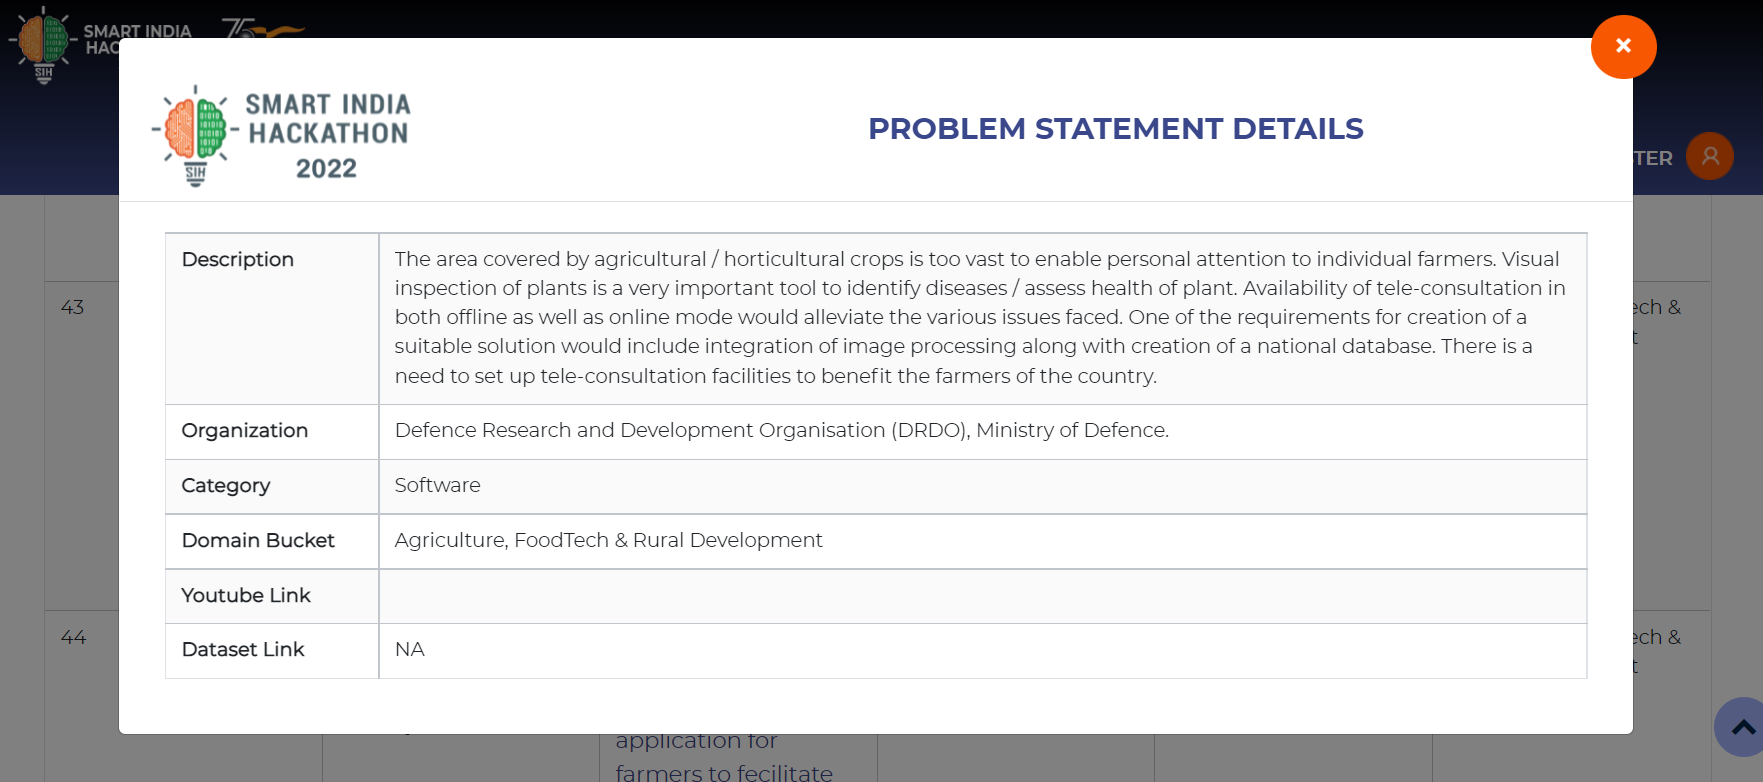 SMART INDIA
HAC
75
SIH
SMART INDIA
HACKATHON
2022
SIH
PROBLEM STATEMENT DETAILS
TER
Description
The area covered by agricultural / horticultural crops is too vast to enable personal attention to individual farmers. Visual
inspection of plants is a very important tool to identify diseases / assess health of plant. Availability of tele-consultation in
both offline as well as online mode would alleviate the various issues faced. One of the requirements for creation of a
suitable solution would include integration of image processing along with creation of a national database. There is a
need to set up tele-consultation facilities to benefit the farmers of the country.
Organization
Defence Research and Development Organisation (DRDO), Ministry of Defence.
Category
Software
Domain Bucket
Agriculture, FoodTech & Rural Development
Youtube Link
Dataset Link
NA
43
ech &
t
44
ech &
t
application for
farmers to fecilitate